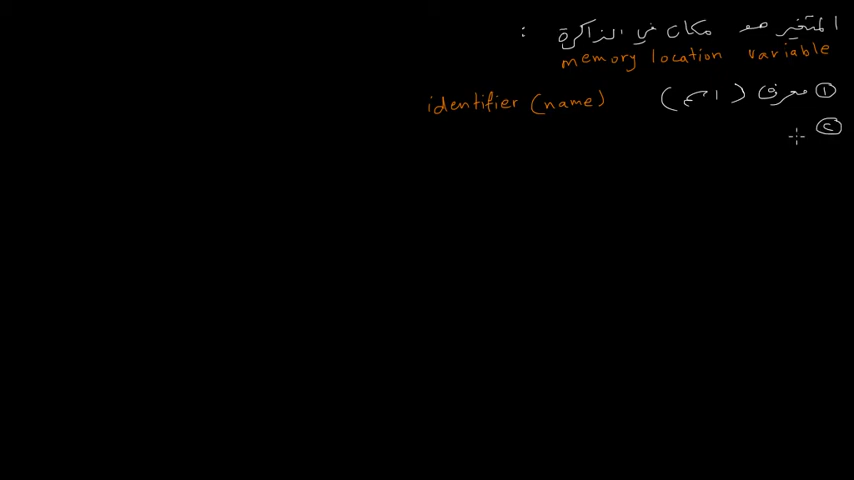 المتغير هو مكان في الذاكرة :
memory location variable
① معرف (اسم) identifier (name)
②